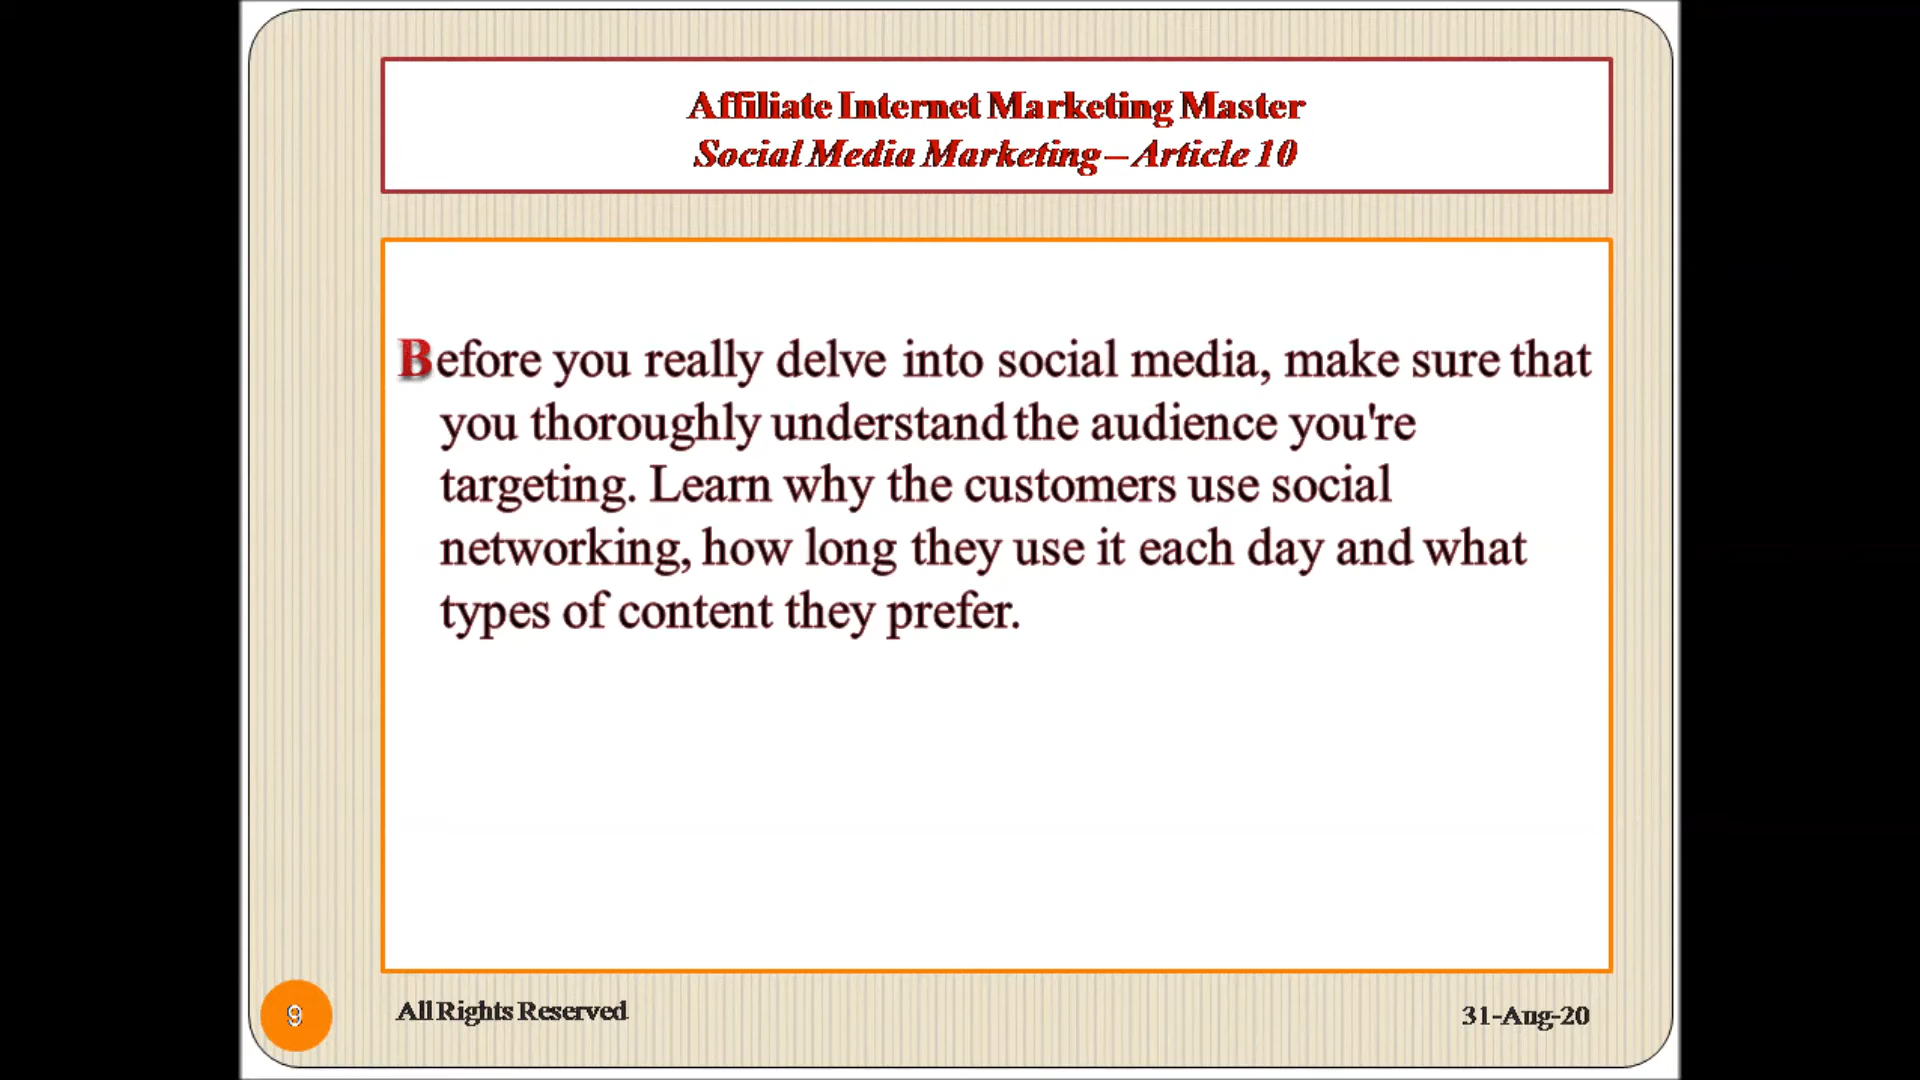 Affiliate Internet Marketing Master
Social Media Marketing – Article 10
Before you really delve into social media, make sure that
you thoroughly understand the audience you're
targeting. Learn why the customers use social
networking, how long they use it each day and what
types of content they prefer.
9
All Rights Reserved
31-Aug-20